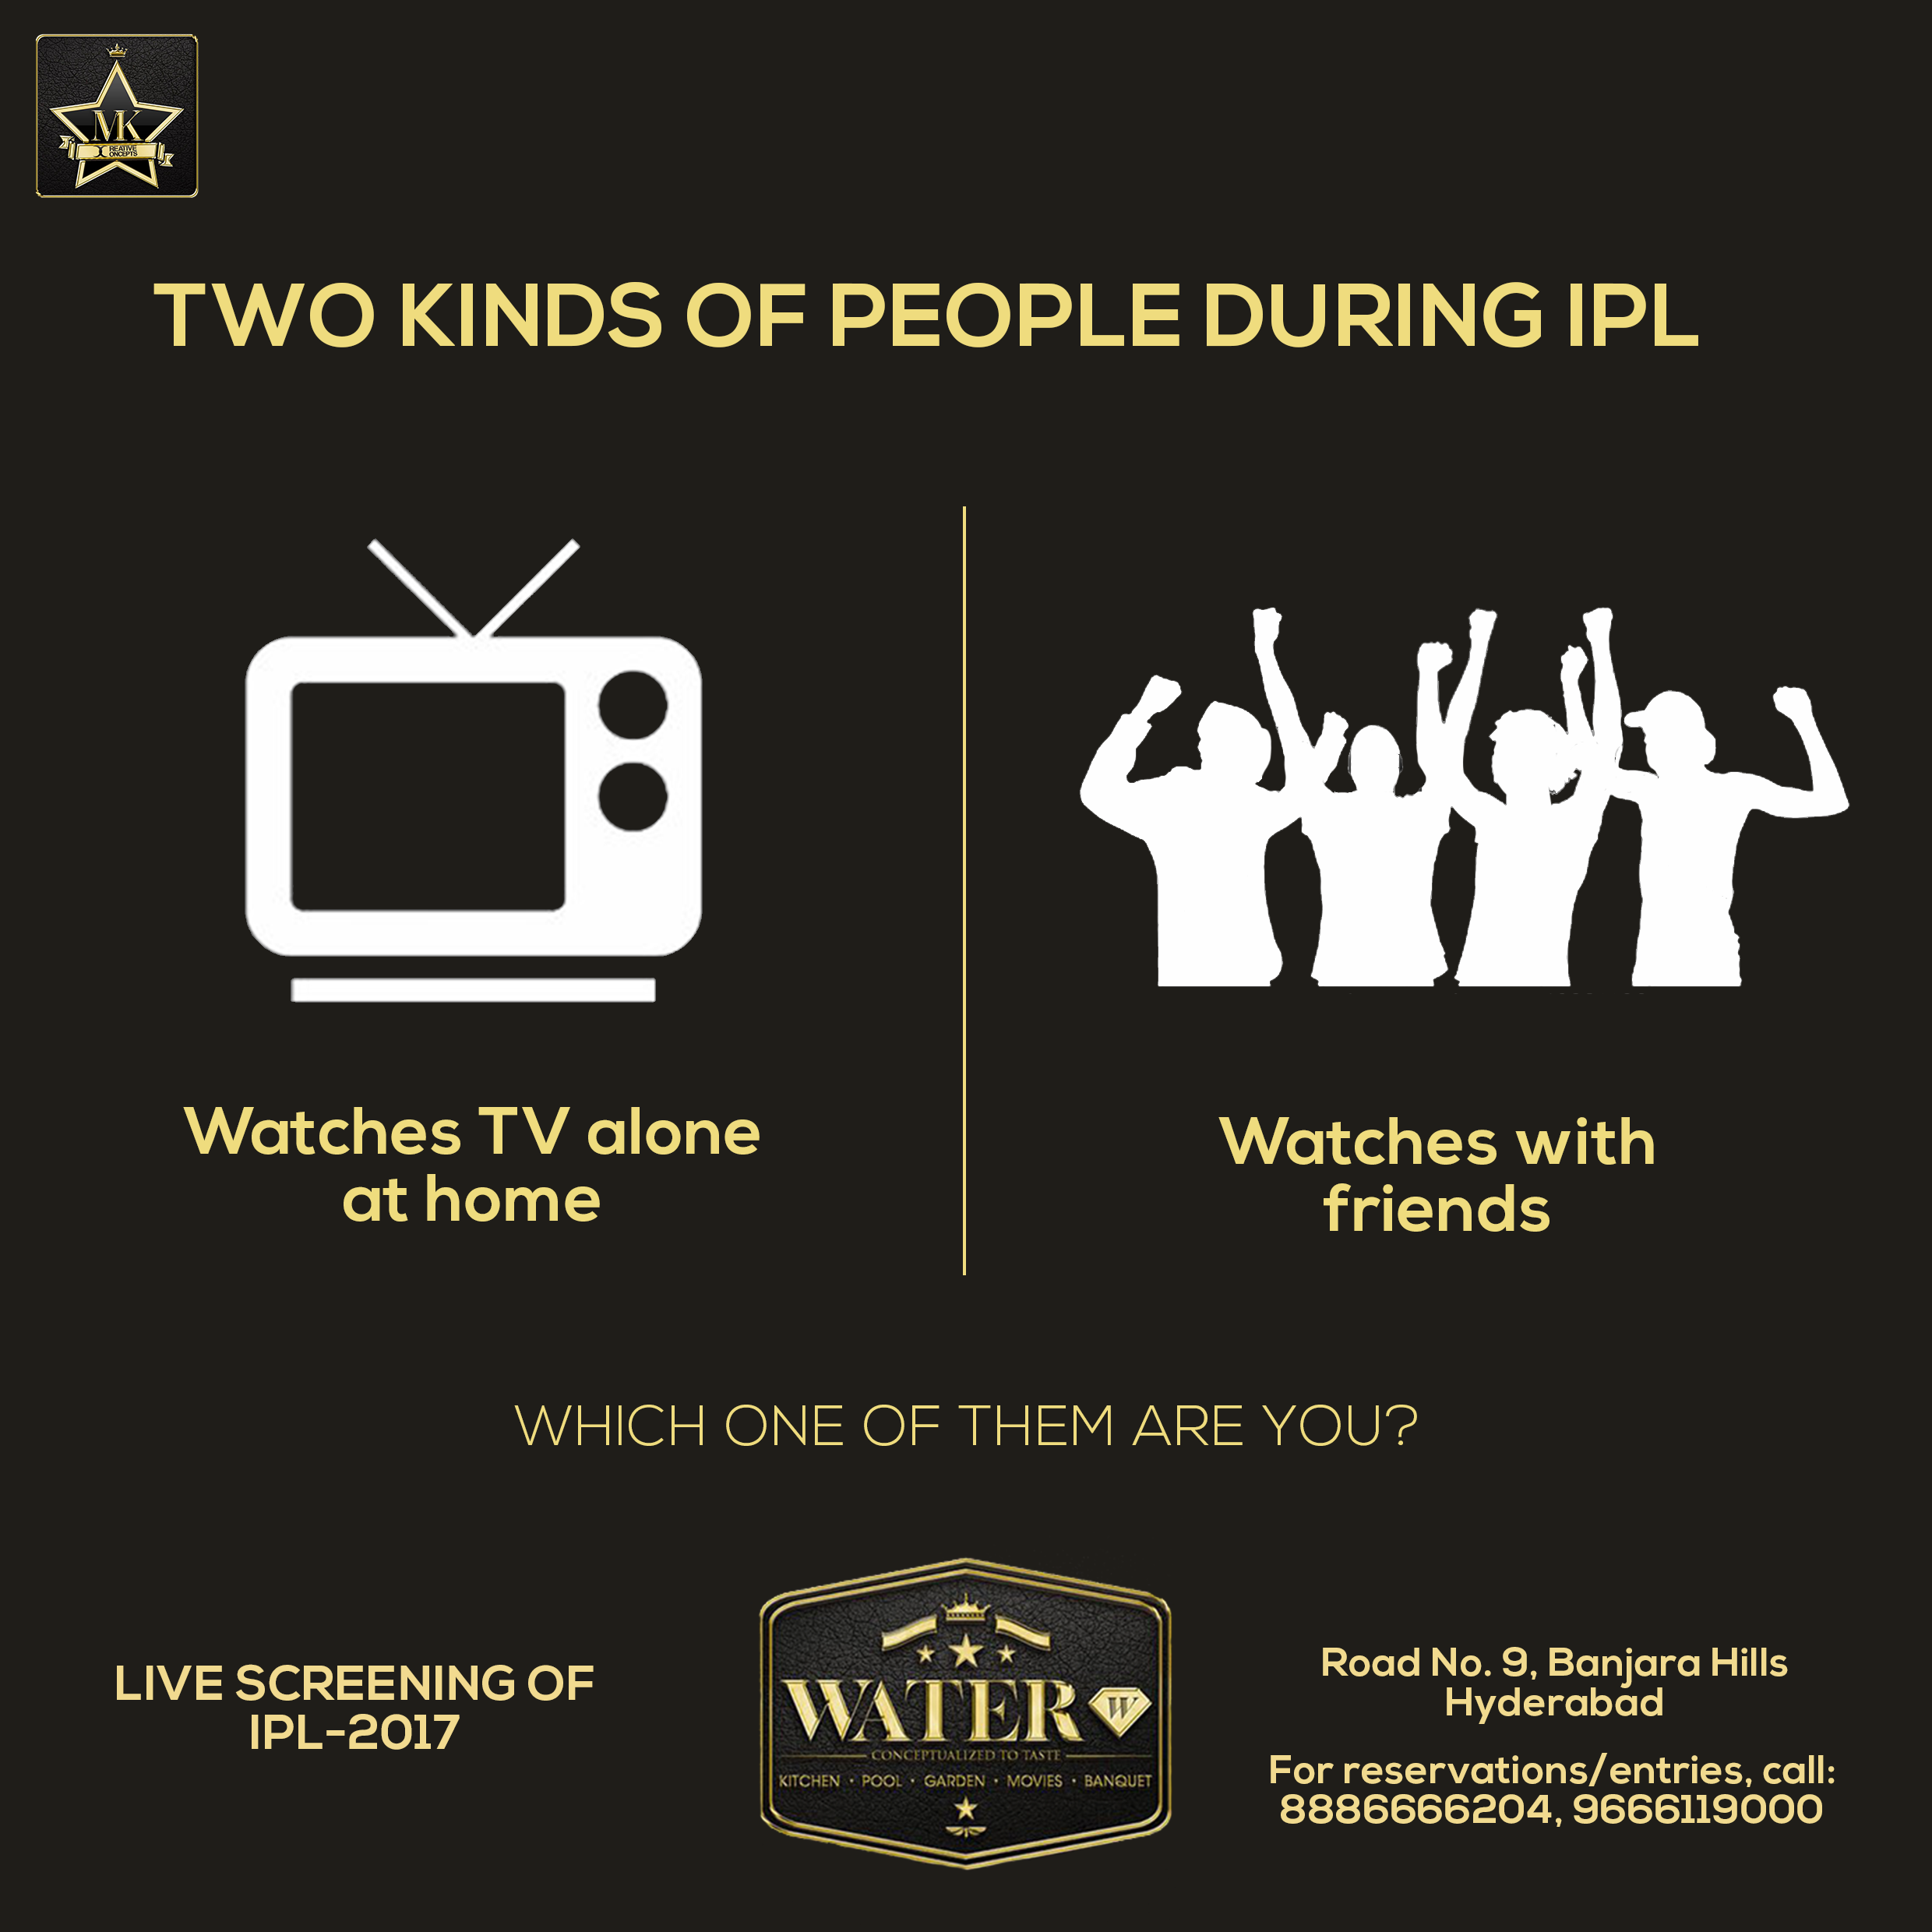 MK
CREATIVE
CONCEPTS
TWO KINDS OF PEOPLE DURING IPL
Watches TV alone
at home
Watches with
friends
WHICH ONE OF THEM ARE YOU?
LIVE SCREENING OF
IPL-2017
WATER W
CONCEPTUALIZED TO TASTE
KITCHEN • POOL • GARDEN • MOVIES • BANQUET
Road No. 9, Banjara Hills
Hyderabad
For reservations/entries, call:
8886666204, 9666119000